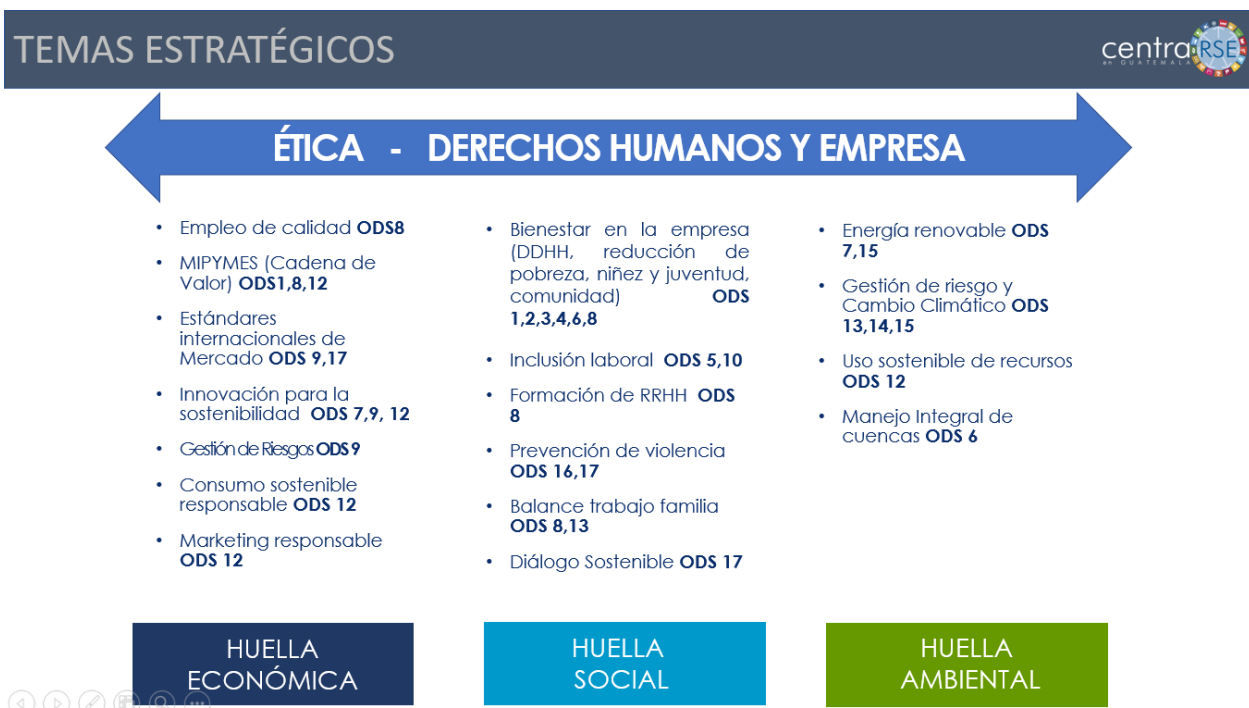 TEMAS ESTRATÉGICOS
centraRSE
en GUATEMALA
ÉTICA - DERECHOS HUMANOS Y EMPRESA
• Empleo de calidad ODS8
• MIPYMES (Cadena de
Valor) ODS1,8,12
• Estándares
internacionales de
Mercado ODS 9,17
• Innovación para la
sostenibilidad ODS 7,9, 12
• Gestión de Riesgos ODS 9
• Consumo sostenible
responsable ODS 12
• Marketing responsable
ODS 12
• Bienestar en la empresa
(DDHH, reducción de
pobreza, niñez y juventud,
comunidad) ODS
1,2,3,4,6,8
• Inclusión laboral ODS 5,10
• Formación de RRHH ODS
8
• Prevención de violencia
ODS 16,17
• Balance trabajo familia
ODS 8,13
• Diálogo Sostenible ODS 17
• Energía renovable ODS
7,15
• Gestión de riesgo y
Cambio Climático ODS
13,14,15
• Uso sostenible de recursos
ODS 12
• Manejo Integral de
cuencas ODS 6
HUELLA
ECONÓMICA
HUELLA
SOCIAL
HUELLA
AMBIENTAL